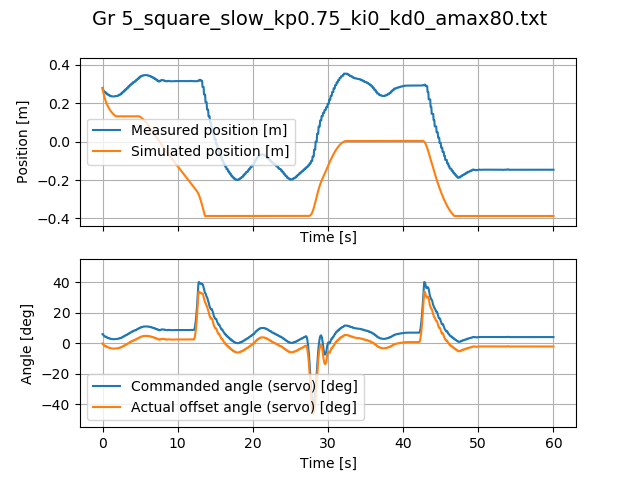 Gr 5_square_slow_kp0.75_ki0_kd0_amax80.txt
Position [m]
0.4
0.2
0.0
−0.2
−0.4
Measured position [m]
Simulated position [m]
Time [s]
Angle [deg]
40
20
0
−20
−40
Commanded angle (servo) [deg]
Actual offset angle (servo) [deg]
0 10 20 30 40 50 60
Time [s]